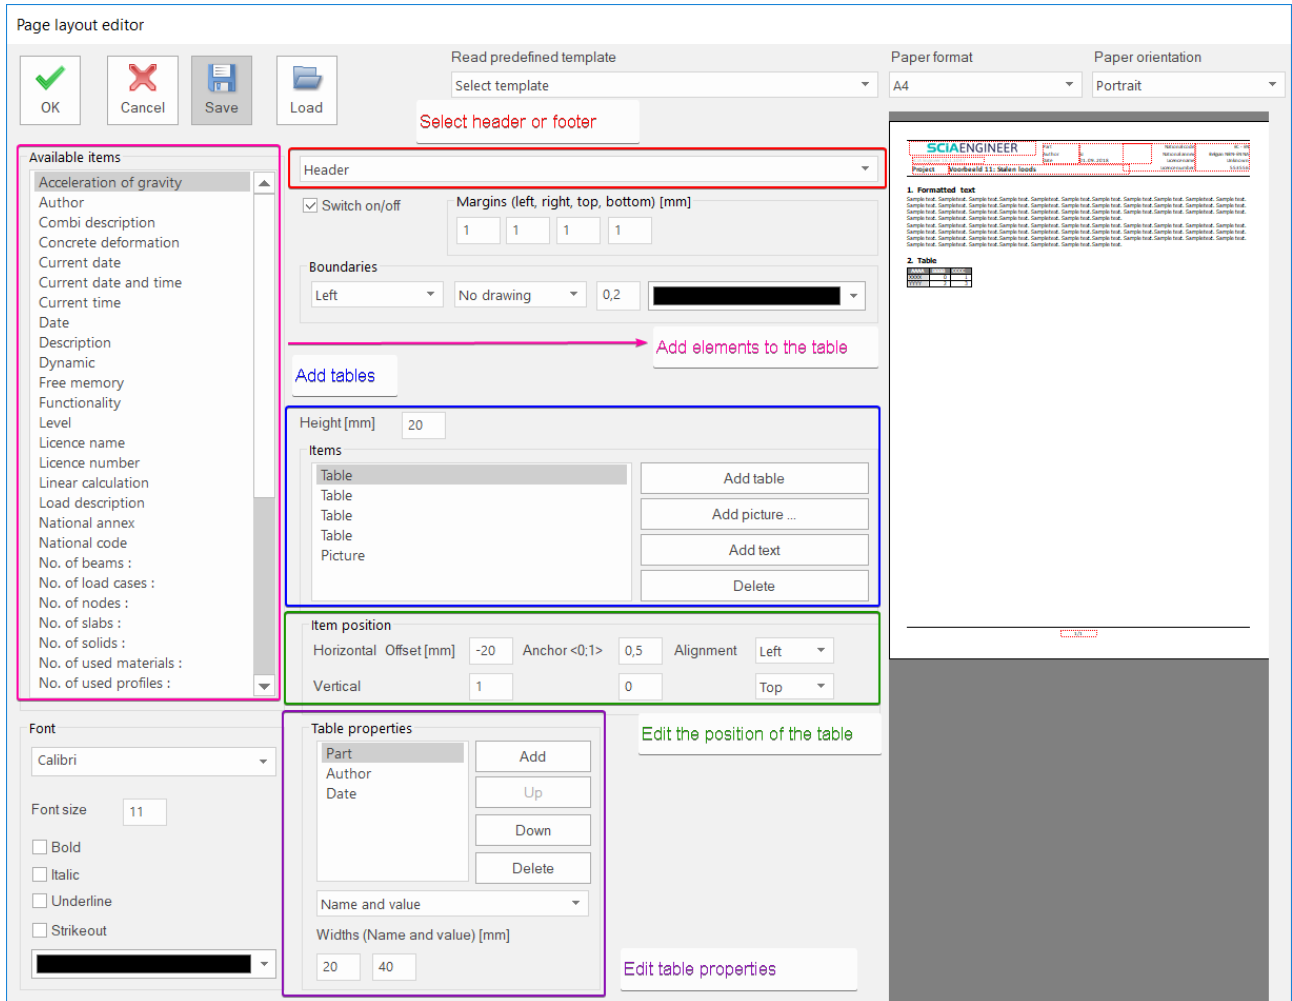 Page layout editor
Read predefined template
Paper format
Paper orientation
OK
Cancel
Save
Load
Select template
A4
Portrait
Select header or footer
Available items
Acceleration of gravity
Author
Combi description
Concrete deformation
Current date
Current date and time
Current time
Date
Description
Dynamic
Free memory
Functionality
Level
Licence name
Licence number
Linear calculation
Load description
National annex
National code
No. of beams :
No. of load cases :
No. of nodes :
No. of slabs :
No. of solids :
No. of used materials :
No. of used profiles :
Header
Switch on/off
Margins (left, right, top, bottom) [mm]
1 1 1 1
Boundaries
Left No drawing 0,2
Add elements to the table
Add tables
Height [mm] 20
Items
Table
Table
Table
Table
Picture
Add table
Add picture ...
Add text
Delete
Item position
Horizontal Offset [mm] -20 Anchor <0;1> 0,5 Alignment Left
Vertical 1 0 Top
Edit the position of the table
Font
Calibri
Font size 11
Bold
Italic
Underline
Strikeout
Table properties
Part
Author
Date
Add
Up
Down
Delete
Name and value
Widths (Name and value) [mm]
20 40
Edit table properties
SCIAENGINEER
Part
Author
Date
Project Voorbeeld 11: Stalen loods
1. Formatted text
2. Table